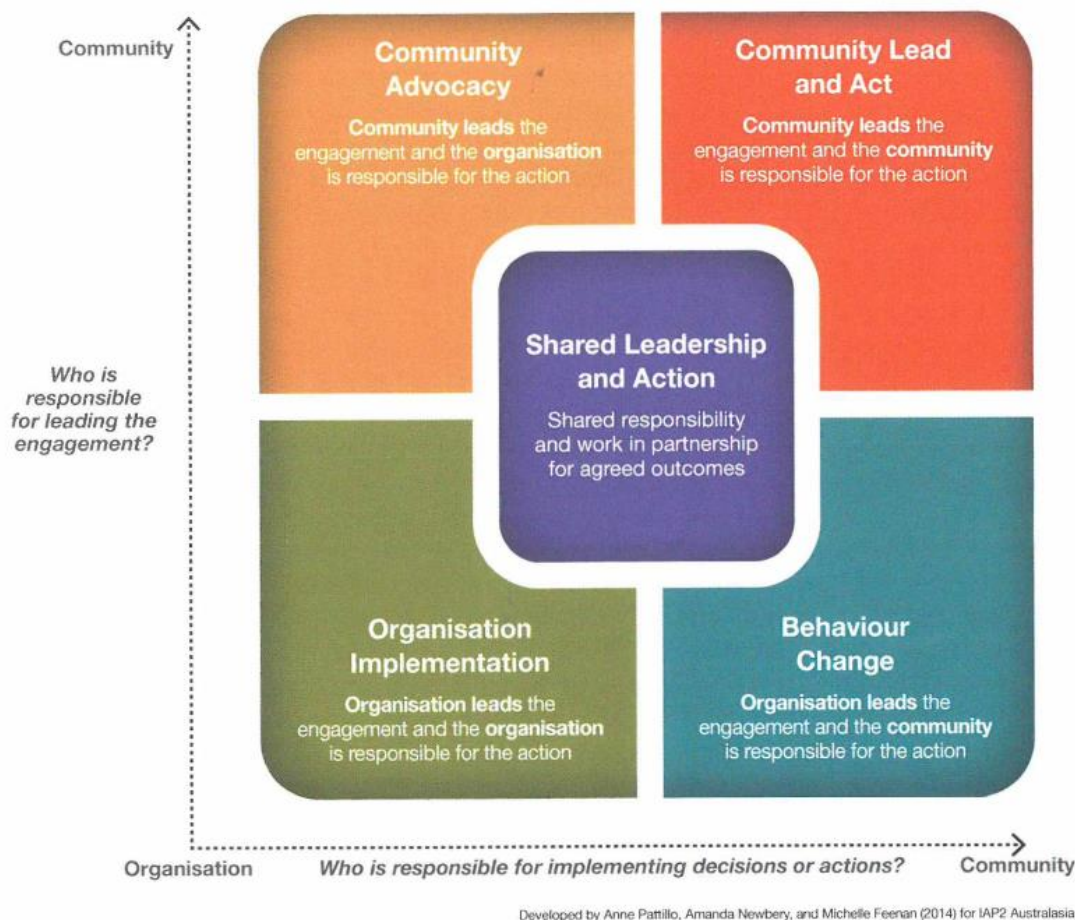 Community
Community
Advocacy
Community leads the
engagement and the organisation
is responsible for the action
Community Lead
and Act
Community leads the
engagement and the community
is responsible for the action
Who is
responsible
for leading the
engagement?
Shared Leadership
and Action
Shared responsibility
and work in partnership
for agreed outcomes
Organisation
Implementation
Organisation leads the
engagement and the organisation
is responsible for the action
Behaviour
Change
Organisation leads the
engagement and the community
is responsible for the action
Organisation
Who is responsible for implementing decisions or actions?
Community
Developed by Anne Pattillo, Amanda Newbery, and Michelle Feenan (2014) for IAP2 Australasia